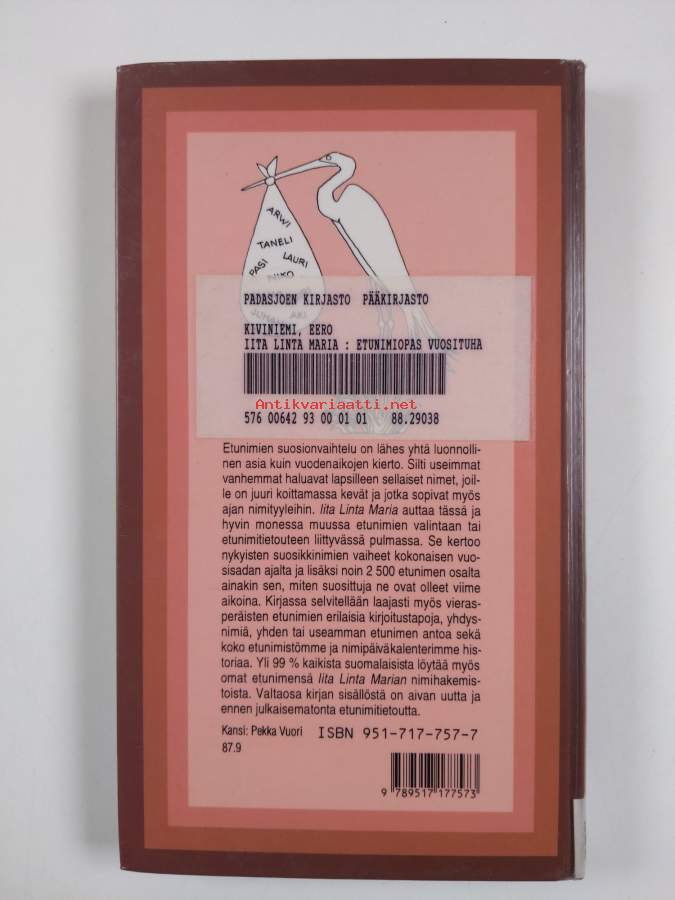 ARWI
TANELI
PASI
LAURI
NIKO
ARI
PADASJOEN KIRJASTO PÄÄKIRJASTO
KIVINIEMI, EERO
IITA LINTA MARIA : ETUNIMIOPAS VUOSITUHA
Antikvariaatti.net
576 00642 93 00 01 01 88.29038
Etunimien suosionvaihtelu on lähes yhtä luonnolli-
nen asia kuin vuodenaikojen kierto. Silti useimmat
vanhemmat haluavat lapsilleen sellaiset nimet, joil-
le on juuri koittamassa kevät ja jotka sopivat myös
ajan nimityyleihin. Iita Linta Maria auttaa tässä ja
hyvin monessa muussa etunimien valintaan tai
etunimitietouteen liittyvässä pulmassa. Se kertoo
nykyisten suosikkinimien vaiheet kokonaisen vuo-
sisadan ajalta ja lisäksi noin 2 500 etunimen osalta
ainakin sen, miten suosittuja ne ovat olleet viime
aikoina. Kirjassa selvitellään laajasti myös vieras-
peräisten etunimien erilaisia kirjoitustapoja, yhdys-
nimiä, yhden tai useamman etunimen antoa sekä
koko etunimistömme ja nimipäiväkalenterimme his-
toriaa. Yli 99 % kaikista suomalaisista löytää myös
omat etunimensä Iita Linta Marian nimihakemis-
toista. Valtaosa kirjan sisällöstä on aivan uutta ja
ennen julkaisematonta etunimitietoutta.
Kansi: Pekka Vuori ISBN 951-717-757-7
87.9
9 789517 177573